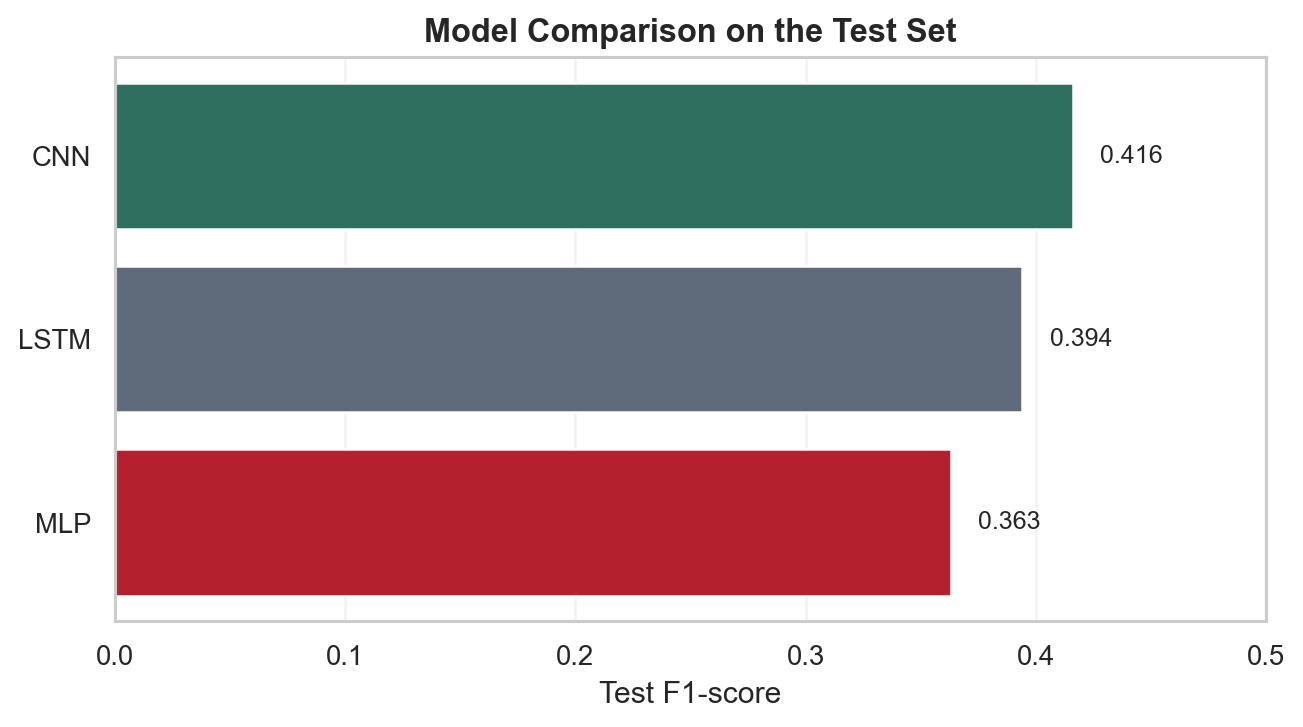 Model Comparison on the Test Set
CNN
0.416
LSTM
0.394
MLP
0.363
0.0 0.1 0.2 0.3 0.4 0.5
Test F1-score